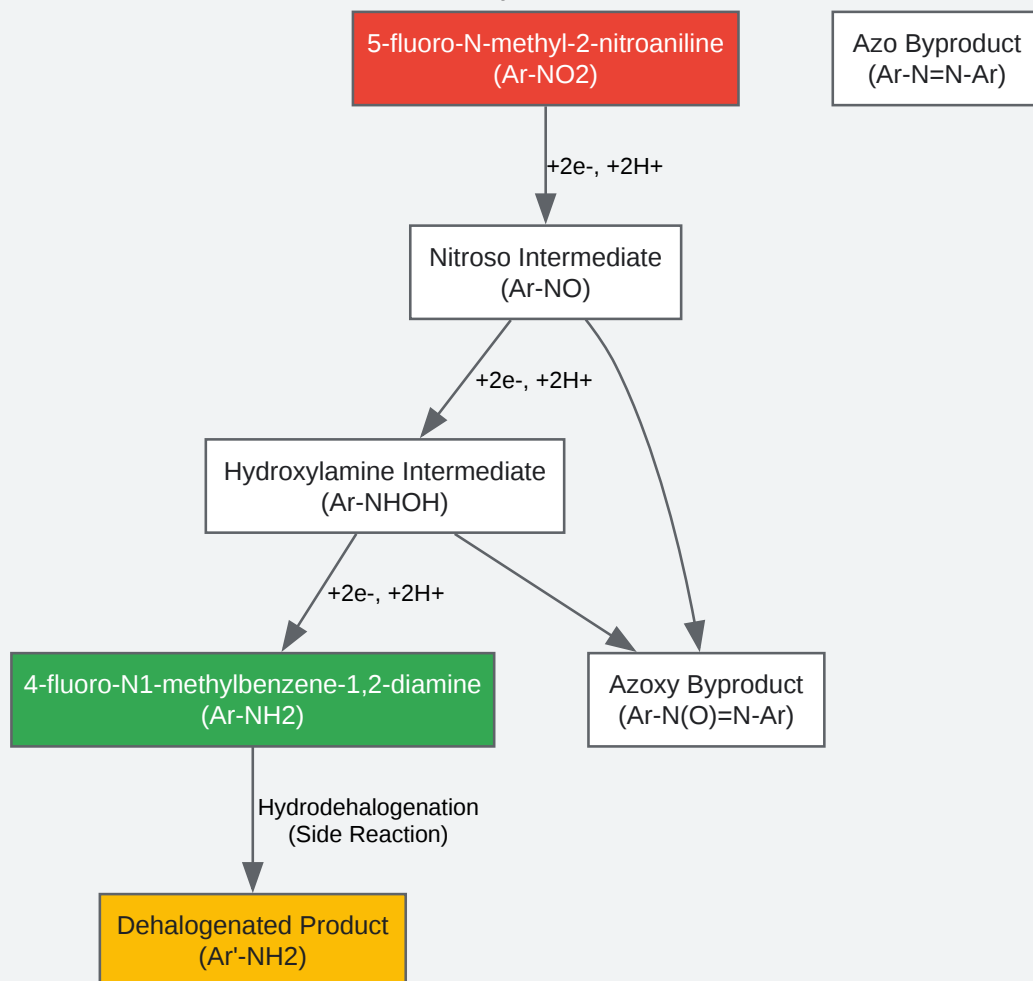 5-fluoro-N-methyl-2-nitroaniline
(Ar-NO2)
Azo Byproduct
(Ar-N=N-Ar)
+2e-, +2H+
Nitroso Intermediate
(Ar-NO)
+2e-, +2H+
Hydroxylamine Intermediate
(Ar-NHOH)
+2e-, +2H+
4-fluoro-N1-methylbenzene-1,2-diamine
(Ar-NH2)
Azoxy Byproduct
(Ar-N(O)=N-Ar)
Hydrodehalogenation
(Side Reaction)
Dehalogenated Product
(Ar'-NH2)